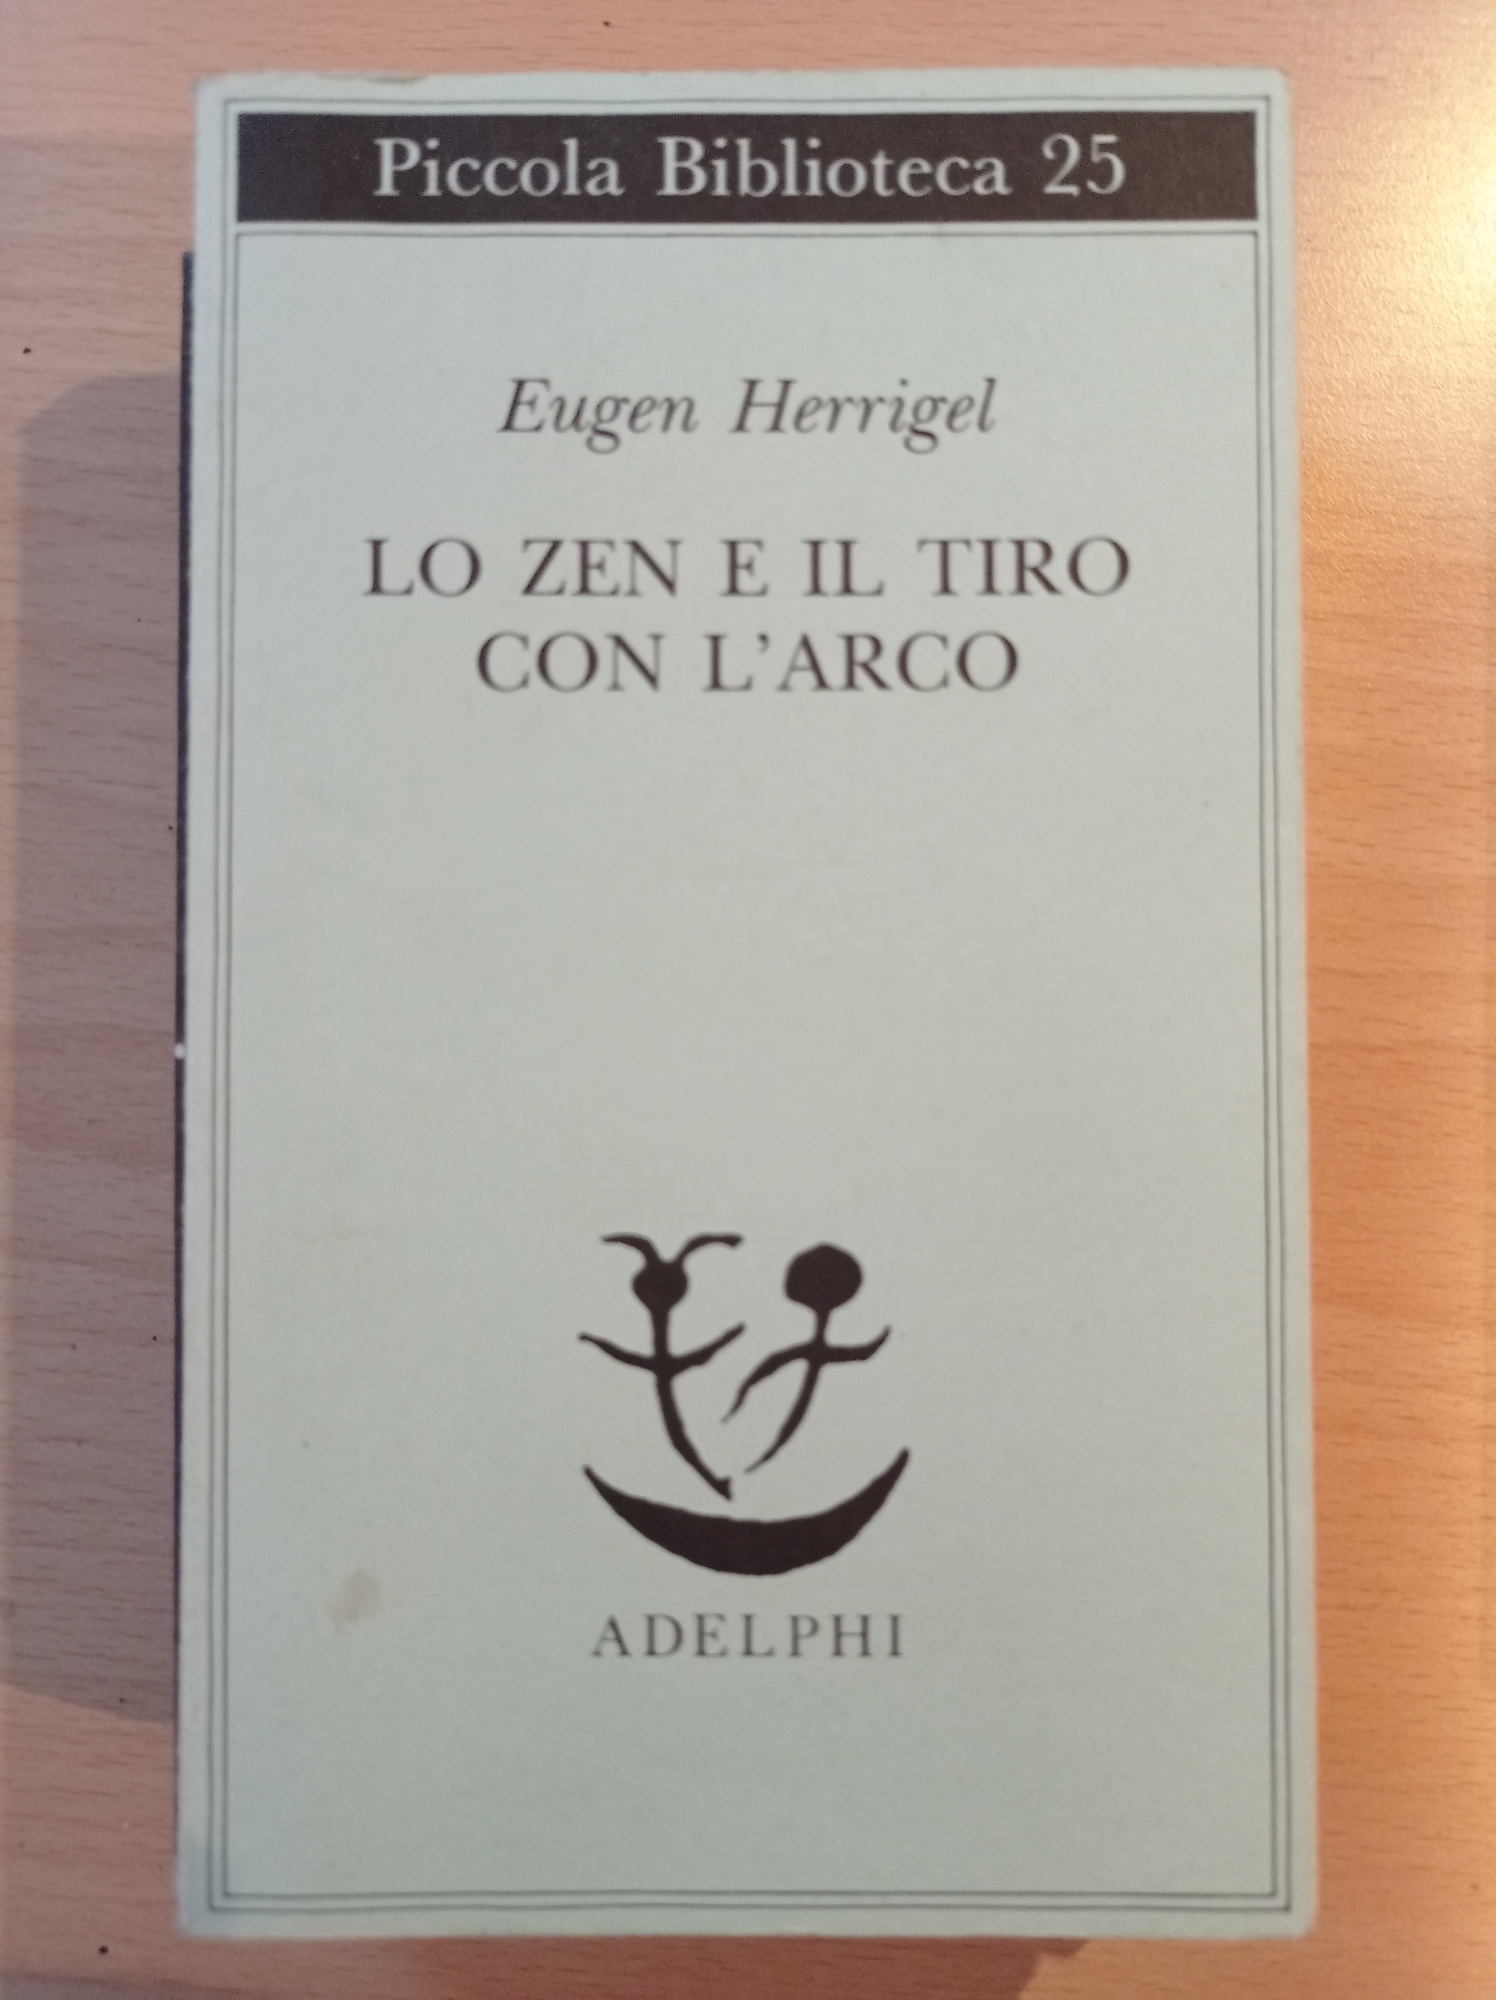 Piccola Biblioteca 25
Eugen Herrigel
LO ZEN E IL TIRO
CON L'ARCO
ADELPHI